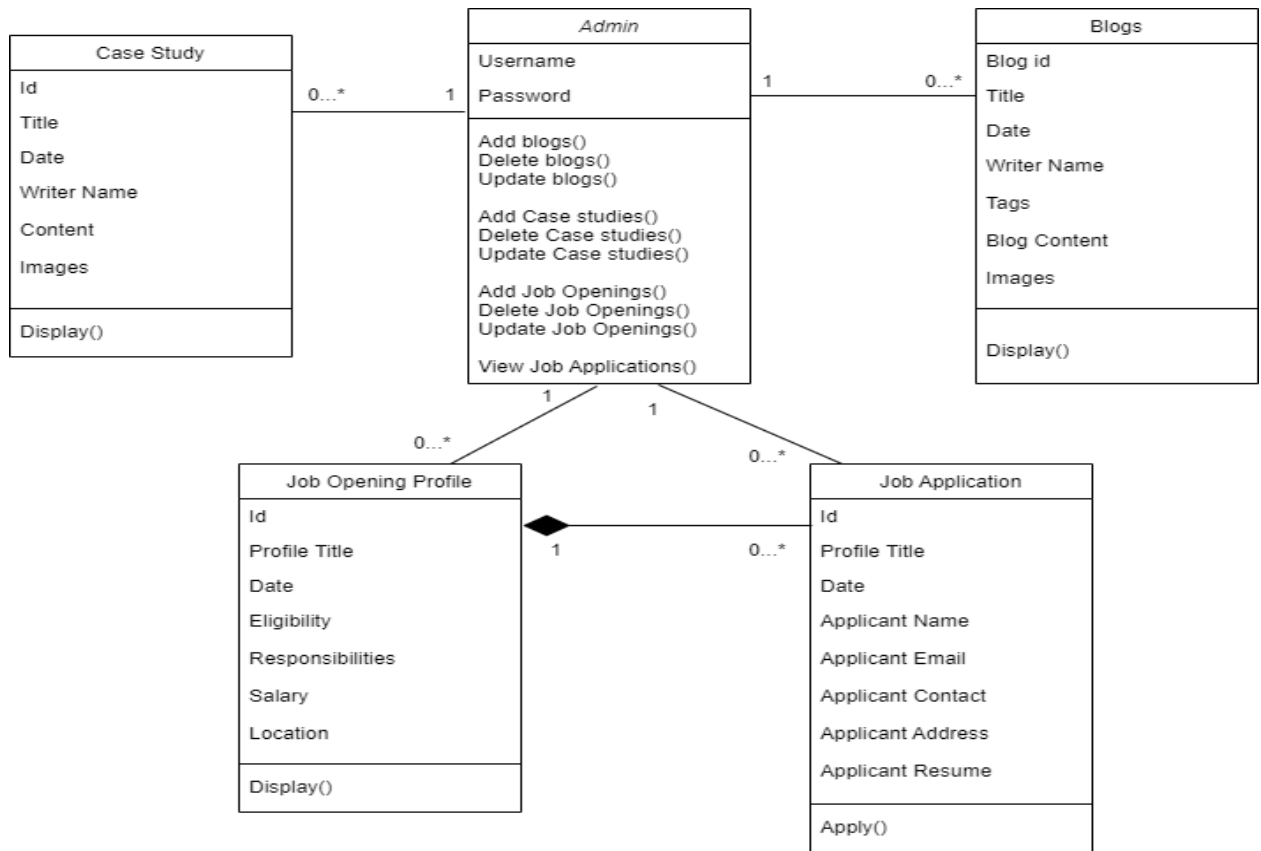 Case Study
Id
Title
Date
Writer Name
Content
Images
Display()
0...*
1
Admin
Username
Password
Add blogs()
Delete blogs()
Update blogs()
Add Case studies()
Delete Case studies()
Update Case studies()
Add Job Openings()
Delete Job Openings()
Update Job Openings()
View Job Applications()
1
0...*
Blogs
Blog id
Title
Date
Writer Name
Tags
Blog Content
Images
Display()
1
0...*
1
0...*
Job Opening Profile
Id
Profile Title
Date
Eligibility
Responsibilities
Salary
Location
Display()
1
0...*
Job Application
Id
Profile Title
Date
Applicant Name
Applicant Email
Applicant Contact
Applicant Address
Applicant Resume
Apply()